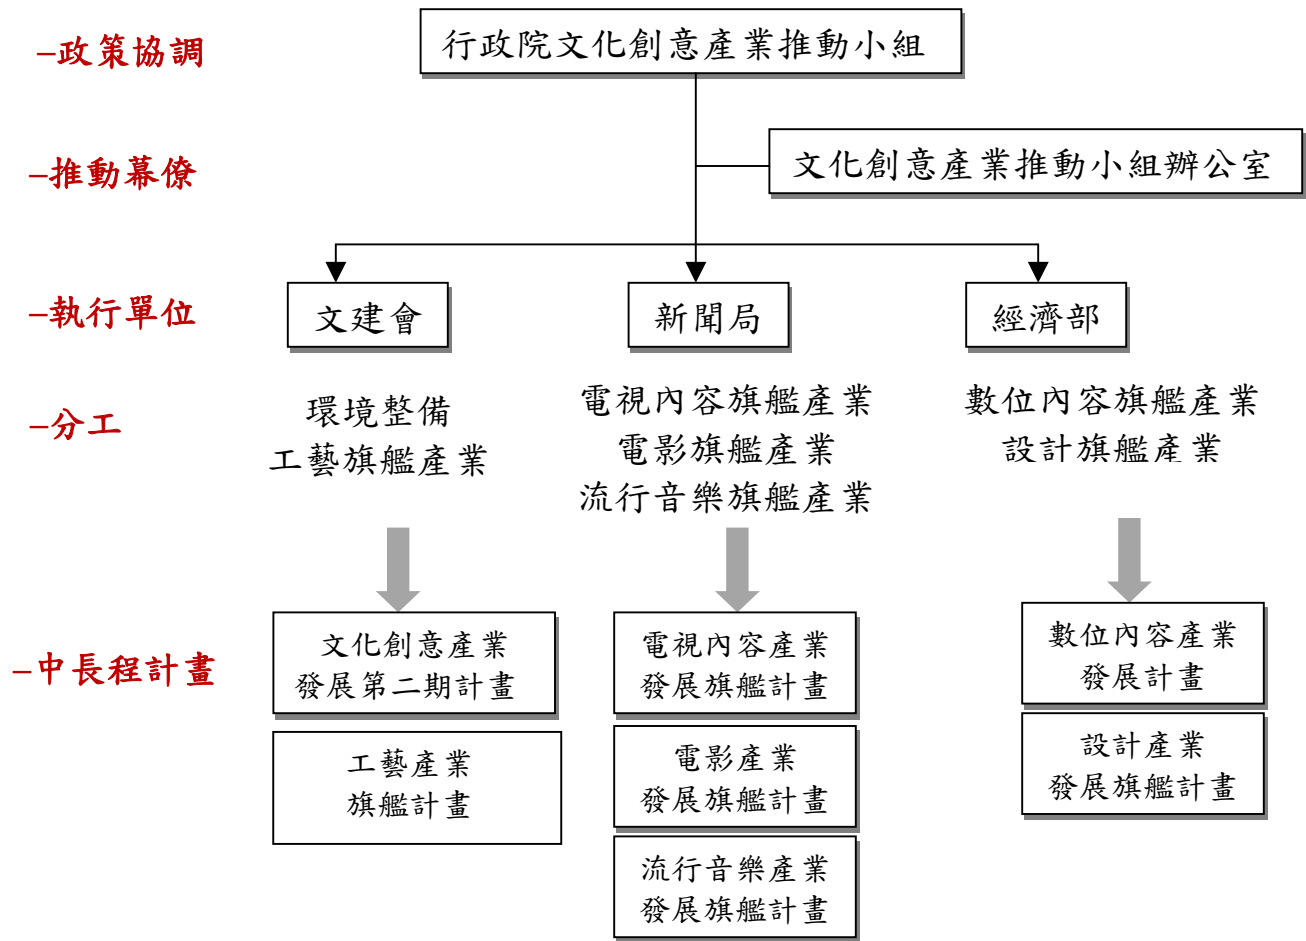 –政策協調
行政院文化創意產業推動小組
–推動幕僚
文化創意產業推動小組辦公室
–執行單位
文建會
新聞局
經濟部
–分工
環境整備
工藝旗艦產業
電視內容旗艦產業
電影旗艦產業
流行音樂旗艦產業
數位內容旗艦產業
設計旗艦產業
–中長程計畫
文化創意產業
發展第二期計畫
工藝產業
旗艦計畫
電視內容產業
發展旗艦計畫
電影產業
發展旗艦計畫
流行音樂產業
發展旗艦計畫
數位內容產業
發展計畫
設計產業
發展旗艦計畫